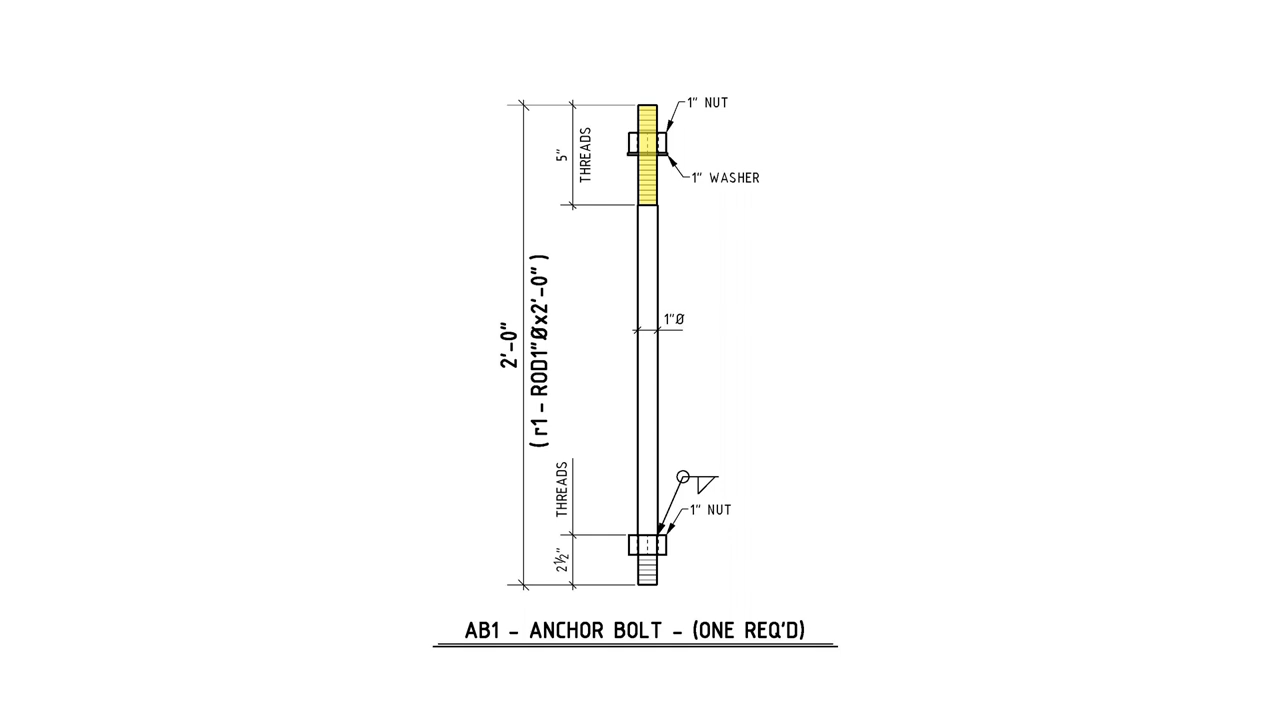 1" NUT
5"
THREADS
1" WASHER
2'-0"
( r1 - ROD1"Øx2'-0" )
1"Ø
THREADS
1" NUT
2½"
AB1 - ANCHOR BOLT - (ONE REQ'D)